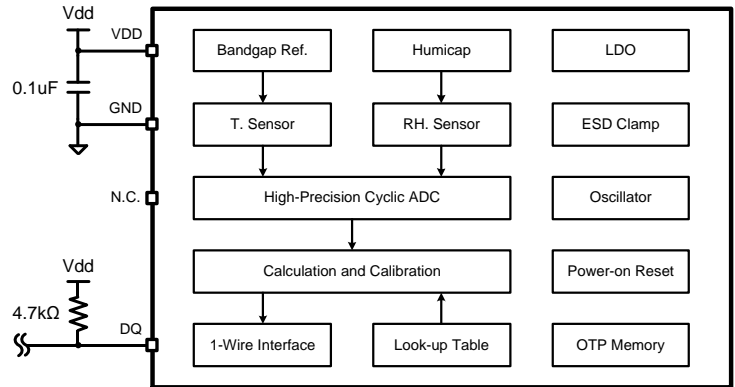 Vdd
VDD
0.1uF
GND
N.C.
Vdd
4.7kΩ
DQ
Bandgap Ref.
Humicap
LDO
T. Sensor
RH. Sensor
ESD Clamp
High-Precision Cyclic ADC
Oscillator
Calculation and Calibration
Power-on Reset
1-Wire Interface
Look-up Table
OTP Memory